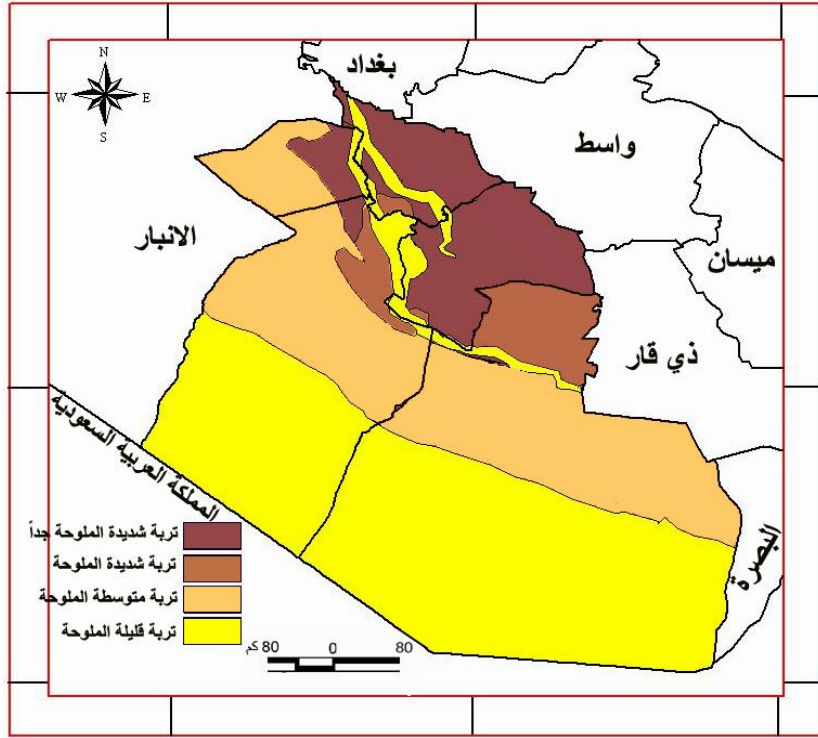 N
W E
S
بغداد
واسط
الانبار
ميسان
ذي قار
المملكة العربية السعودية
البصرة
تربة شديدة الملوحة جداً
تربة شديدة الملوحة
تربة متوسطة الملوحة
تربة قليلة الملوحة
80 0 80 كم